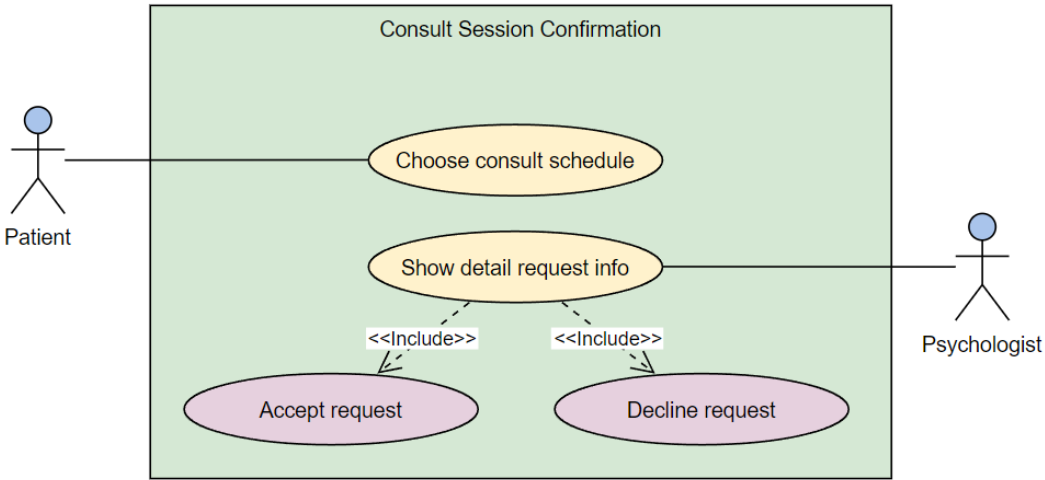 Consult Session Confirmation
Choose consult schedule
Patient
Show detail request info
Psychologist
<<Include>>
<<Include>>
Accept request
Decline request